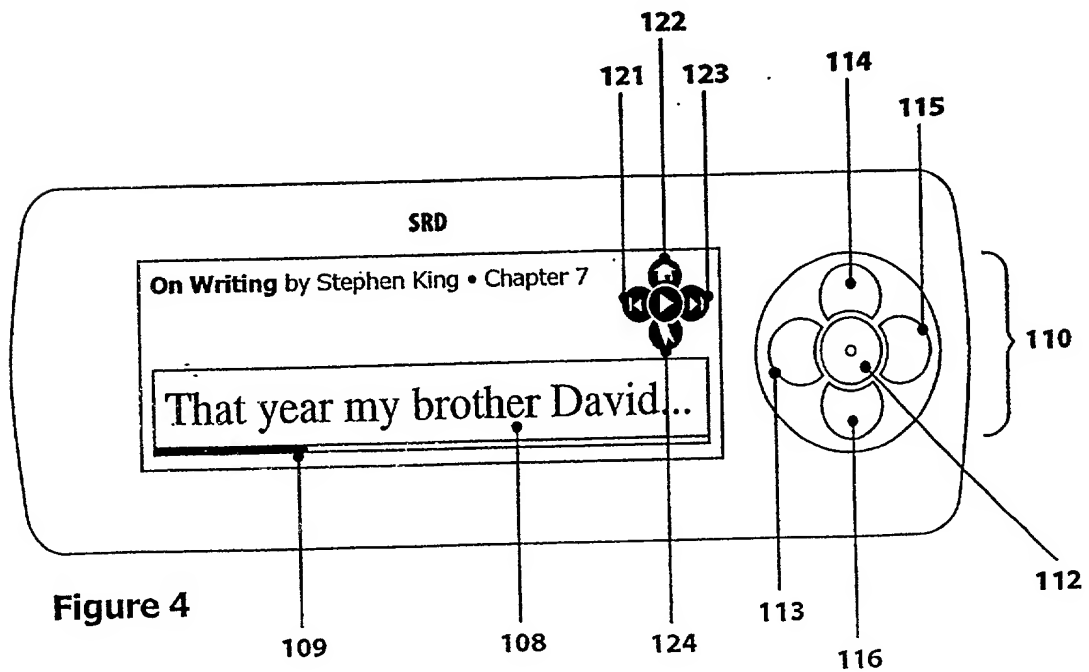 122
121 123 114
115
SRD
On Writing by Stephen King • Chapter 7
110
That year my brother David...
112
Figure 4
113
109 108 124 116